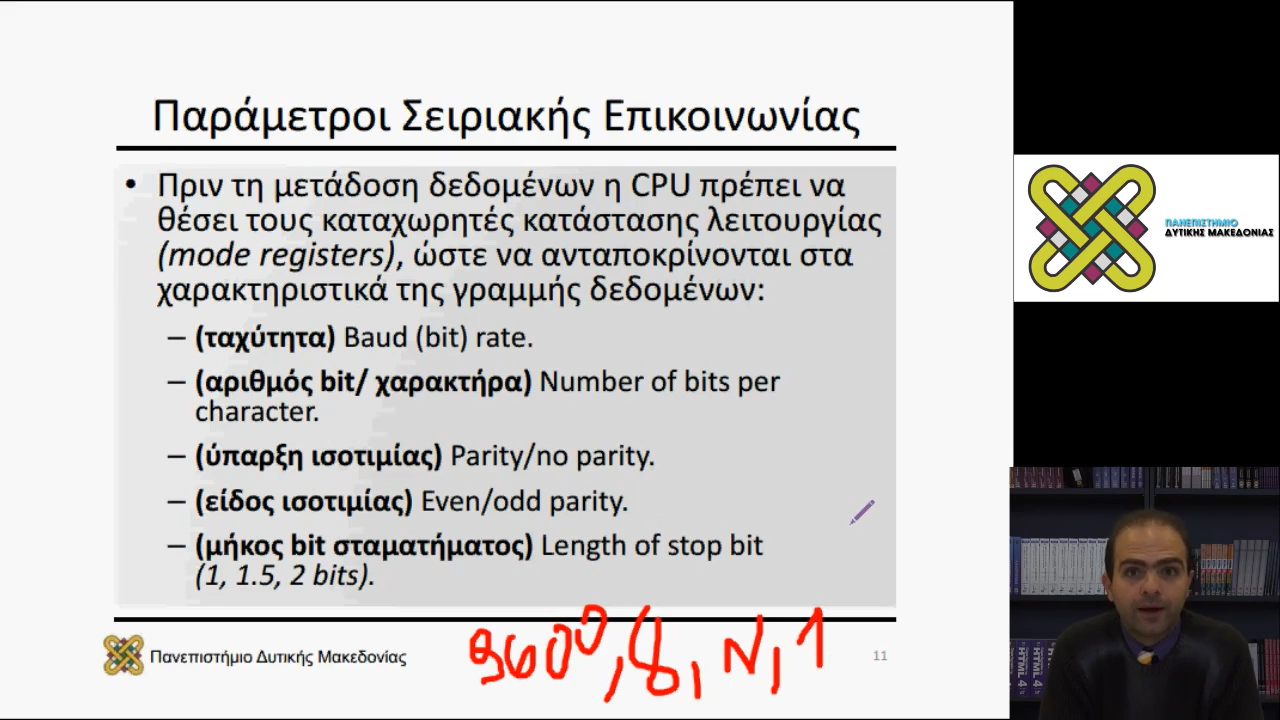 Παράμετροι Σειριακής Επικοινωνίας
• Πριν τη μετάδοση δεδομένων η CPU πρέπει να
θέσει τους καταχωρητές κατάστασης λειτουργίας
(mode registers), ώστε να ανταποκρίνονται στα
χαρακτηριστικά της γραμμής δεδομένων:
– (ταχύτητα) Baud (bit) rate.
– (αριθμός bit/ χαρακτήρα) Number of bits per
character.
– (ύπαρξη ισοτιμίας) Parity/no parity.
– (είδος ισοτιμίας) Even/odd parity.
– (μήκος bit σταματήματος) Length of stop bit
(1, 1.5, 2 bits).
9600, 8, N, 1
Πανεπιστήμιο Δυτικής Μακεδονίας
11
ΠΑΝΕΠΙΣΤΗΜΙΟ
ΔΥΤΙΚΗΣ ΜΑΚΕΔΟΝΙΑΣ
HTML 4